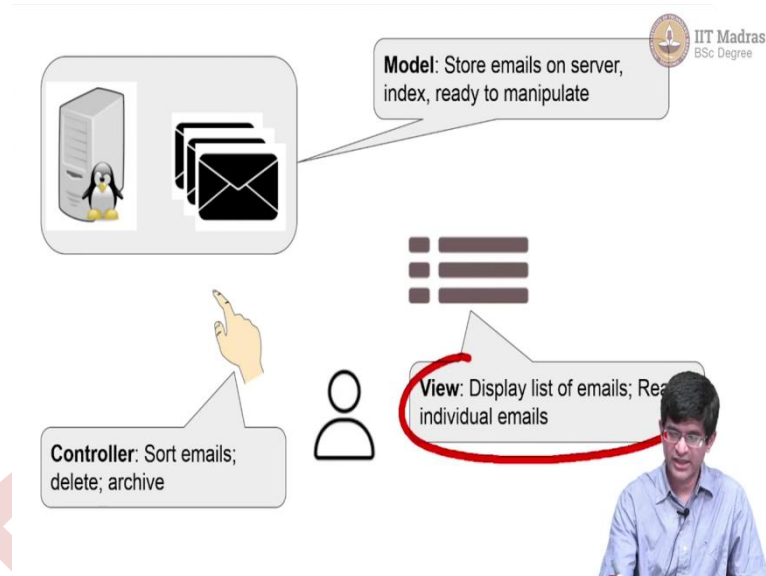 IIT Madras
BSc Degree
Model: Store emails on server,
index, ready to manipulate
View: Display list of emails;
individual emails
Controller: Sort emails;
delete; archive